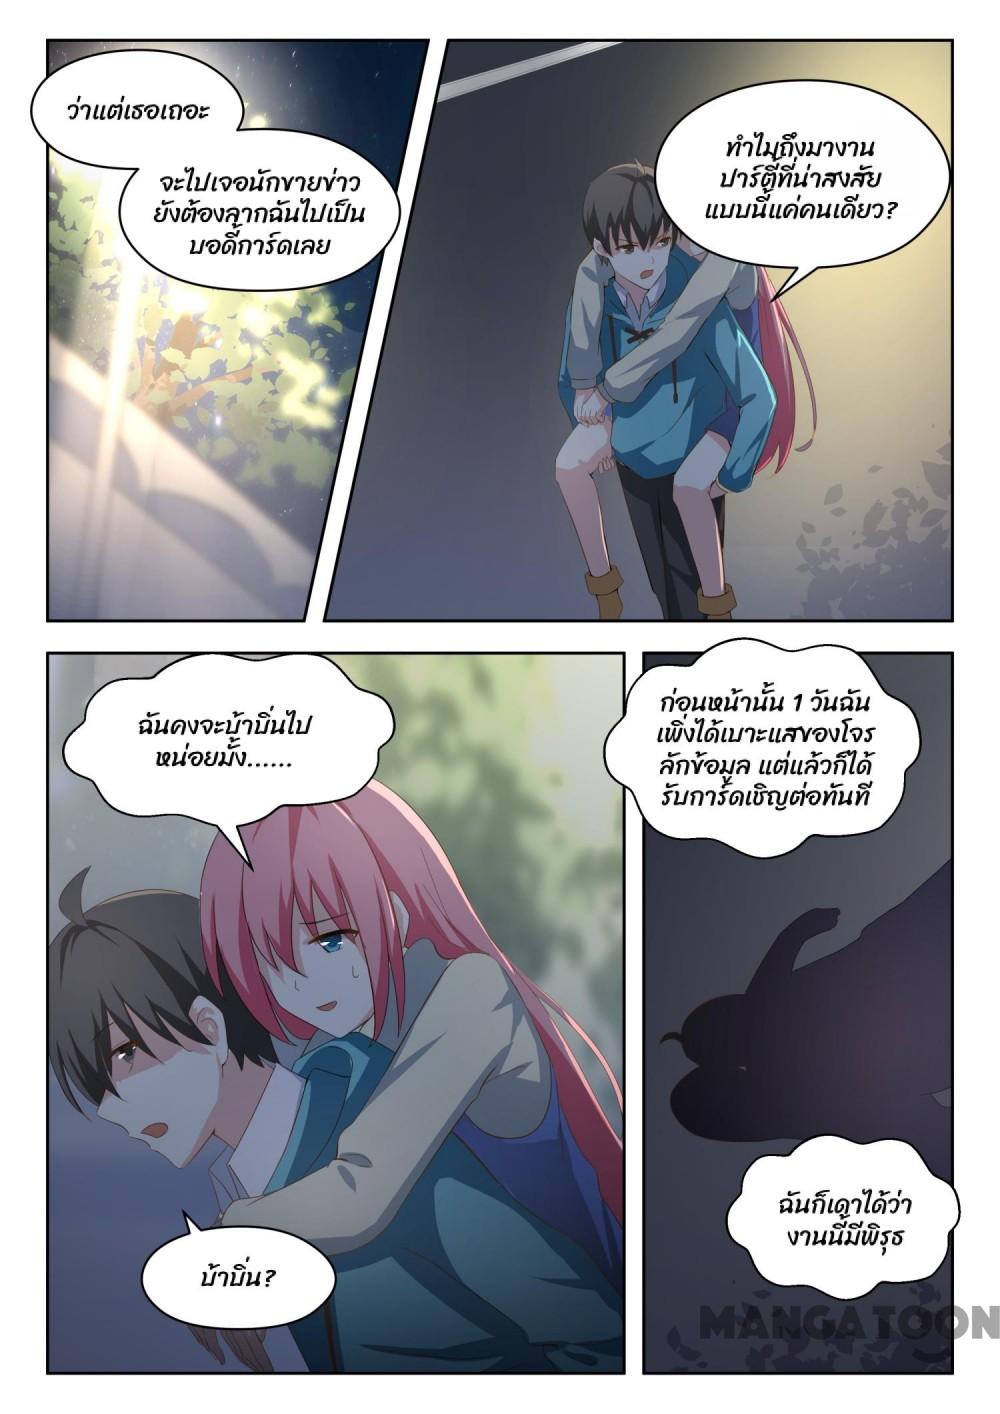 ว่าแต่เธอเถอะ
จะไปเจอนักขายข่าว
ยังต้องลากฉันไปเป็น
บอดี้การ์ดเลย
ทำไมถึงมางาน
ปาร์ตี้ที่น่าสงสัย
แบบนี้แค่คนเดียว?
ฉันคงจะบ้าบิ่นไป
หน่อยมั้ง......
บ้าบิ่น?
ก่อนหน้านั้น 1 วันฉัน
เพิ่งได้เบาะแสของโจร
ลักข้อมูล แต่แล้วก็ได้
รับการ์ดเชิญต่อทันที
ฉันก็เดาได้ว่า
งานนี้มีพิรุธ
MANGATOON